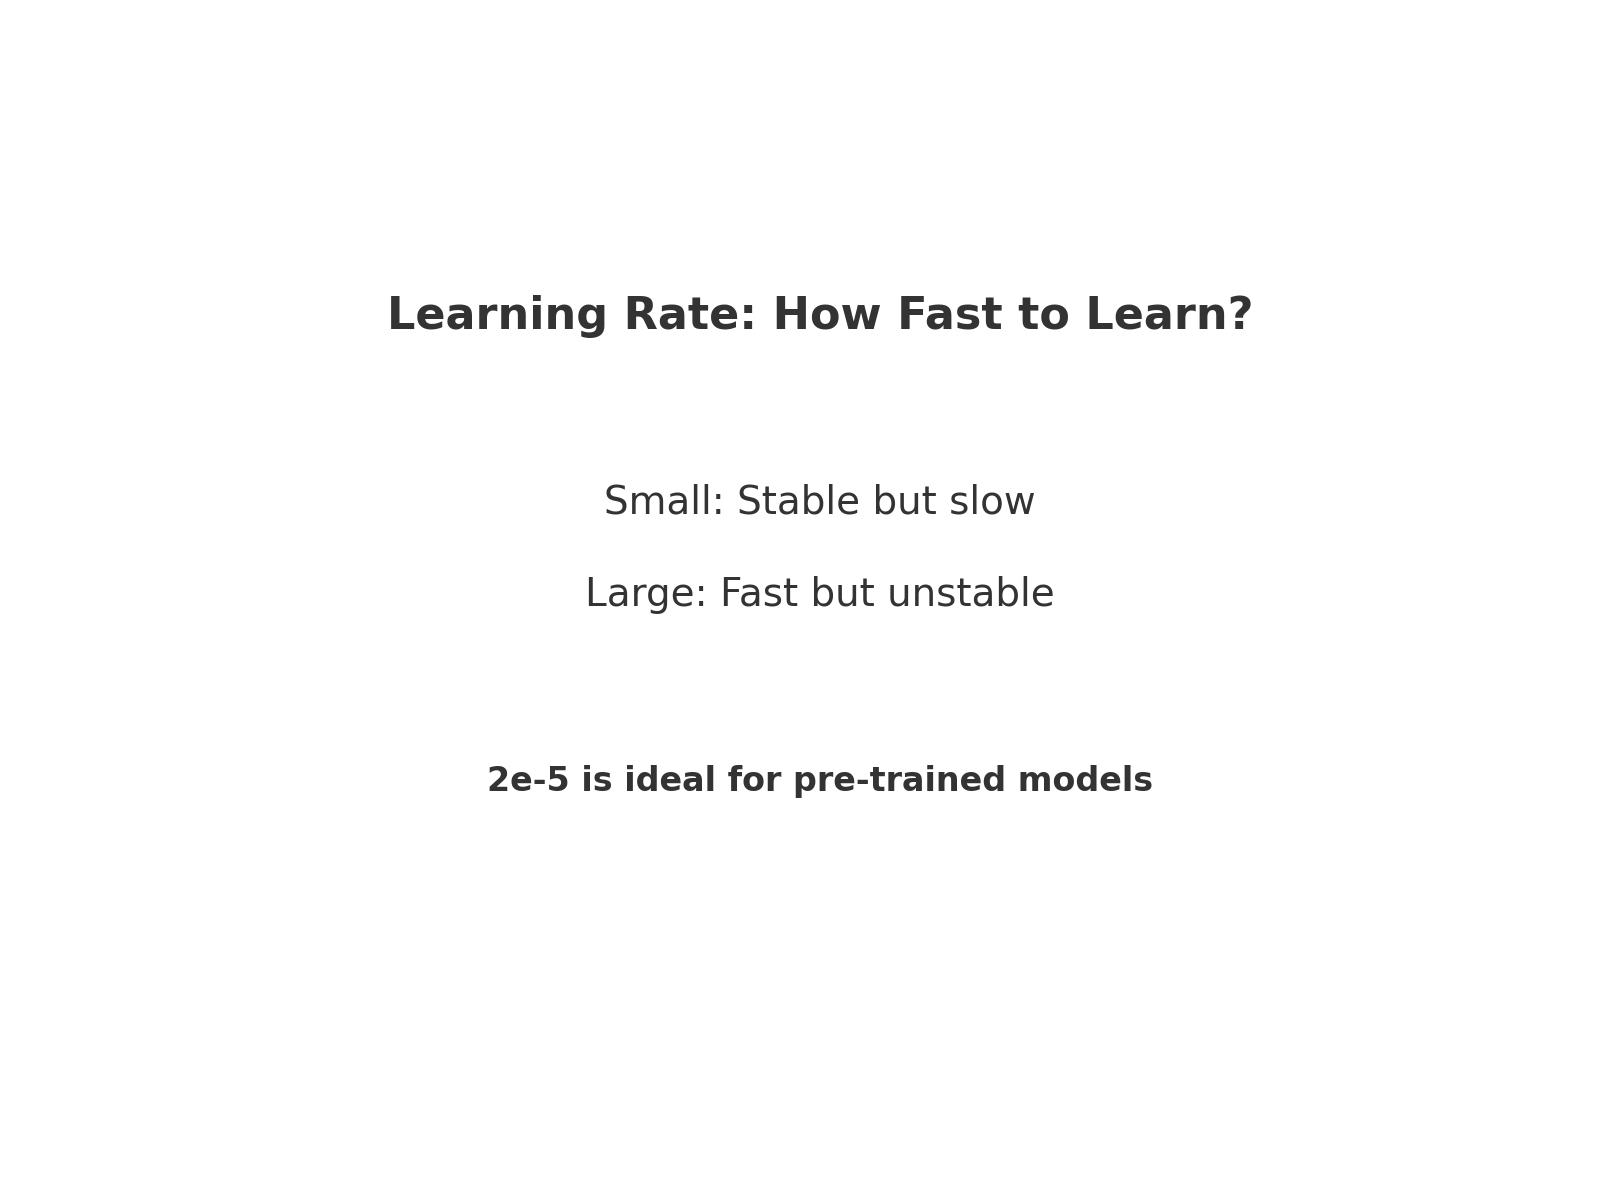 Learning Rate: How Fast to Learn?
Small: Stable but slow
Large: Fast but unstable
2e-5 is ideal for pre-trained models